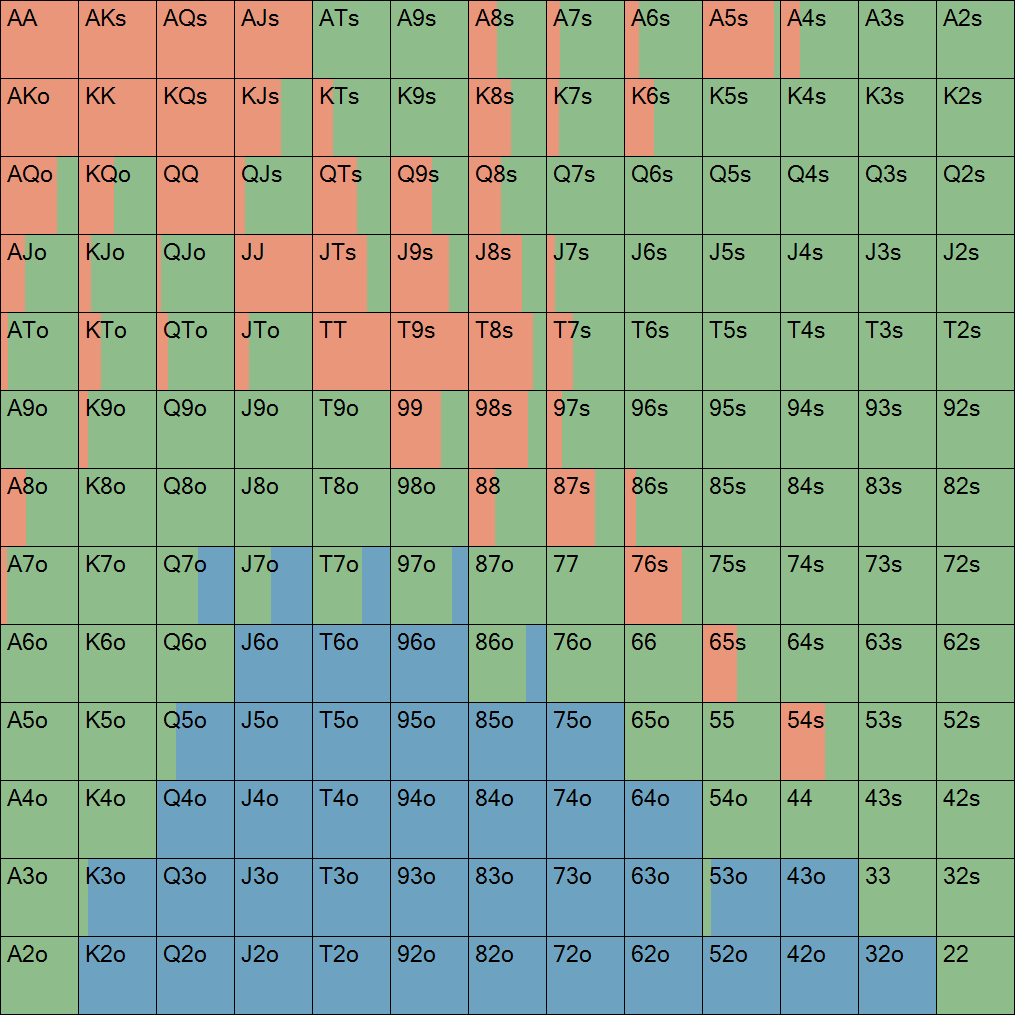 AA AKs AQs AJs ATs A9s A8s A7s A6s A5s A4s A3s A2s
AKo KK KQs KJs KTs K9s K8s K7s K6s K5s K4s K3s K2s
AQo KQo QQ QJs QTs Q9s Q8s Q7s Q6s Q5s Q4s Q3s Q2s
AJo KJo QJo JJ JTs J9s J8s J7s J6s J5s J4s J3s J2s
ATo KTo QTo JTo TT T9s T8s T7s T6s T5s T4s T3s T2s
A9o K9o Q9o J9o T9o 99 98s 97s 96s 95s 94s 93s 92s
A8o K8o Q8o J8o T8o 98o 88 87s 86s 85s 84s 83s 82s
A7o K7o Q7o J7o T7o 97o 87o 77 76s 75s 74s 73s 72s
A6o K6o Q6o J6o T6o 96o 86o 76o 66 65s 64s 63s 62s
A5o K5o Q5o J5o T5o 95o 85o 75o 65o 55 54s 53s 52s
A4o K4o Q4o J4o T4o 94o 84o 74o 64o 54o 44 43s 42s
A3o K3o Q3o J3o T3o 93o 83o 73o 63o 53o 43o 33 32s
A2o K2o Q2o J2o T2o 92o 82o 72o 62o 52o 42o 32o 22